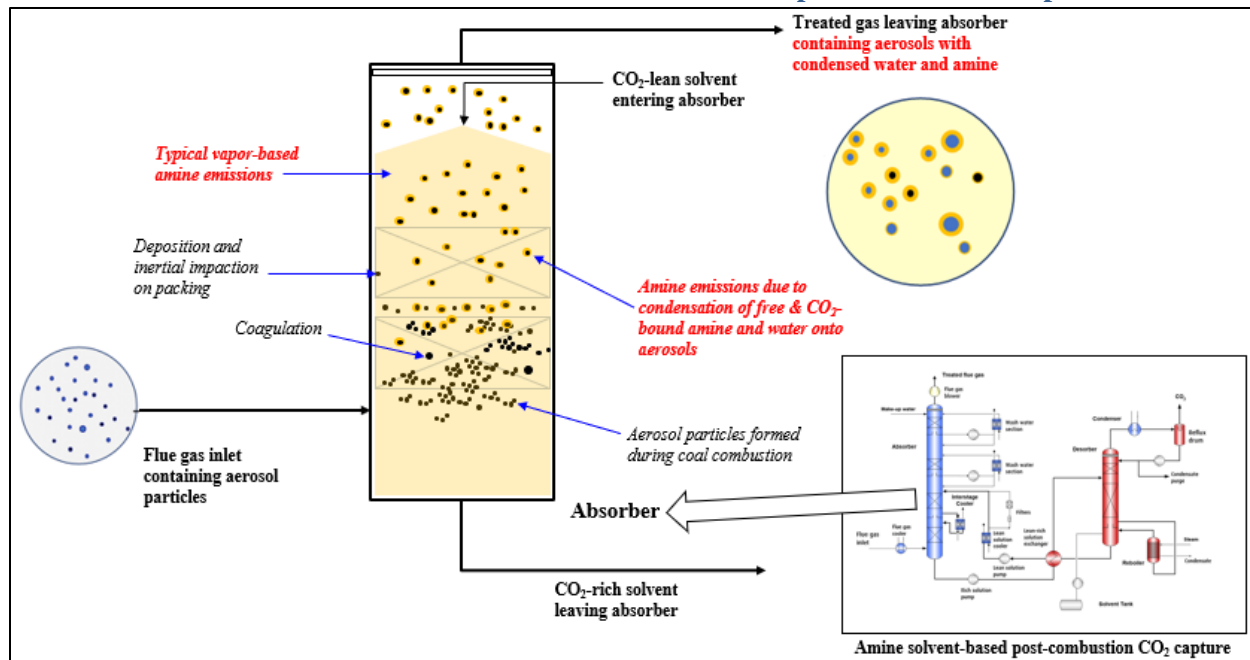 Treated gas leaving absorber
containing aerosols with
condensed water and amine
CO2-lean solvent
entering absorber
Typical vapor-based
amine emissions
Deposition and
inertial impaction
on packing
Amine emissions due to
condensation of free & CO2-
bound amine and water onto
aerosols
Coagulation
Flue gas inlet
containing aerosol
particles
Aerosol particles formed
during coal combustion
Absorber
CO2-rich solvent
leaving absorber
Treated flue gas
Flue gas
blower
Make-up water
Wash water
section
Absorber
Wash water
section
Interstage
Cooler
Filters
Flue gas
inlet
Flue gas
cooler
Lean
solution
cooler
Lean-rich
solution
exchanger
Lean solution
pump
Rich solution
pump
Solvent Tank
Condenser
CO2
Reflux
drum
Desorber
Condensate
purge
Steam
Reboiler
Condensate
Amine solvent-based post-combustion CO2 capture